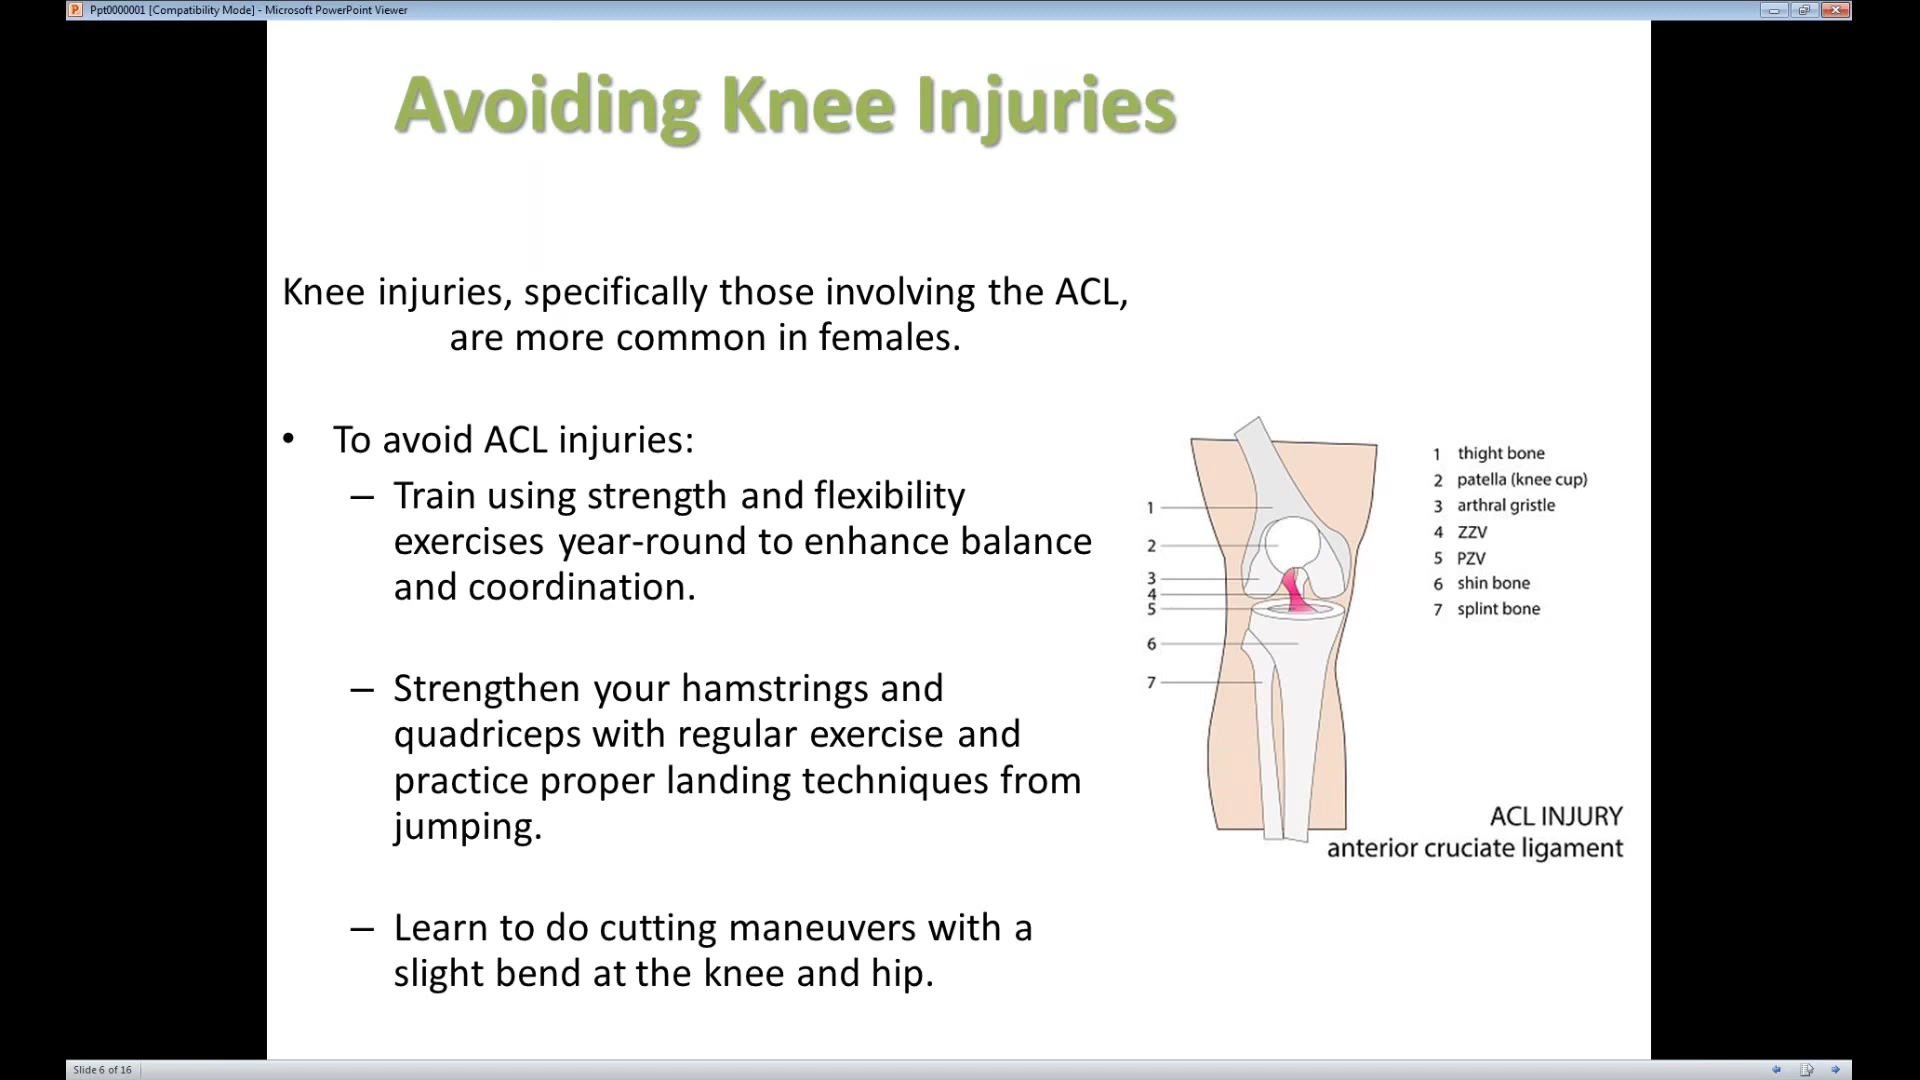 Ppt0000001 [Compatibility Mode] - Microsoft PowerPoint Viewer
Avoiding Knee Injuries
Knee injuries, specifically those involving the ACL,
are more common in females.
• To avoid ACL injuries:
– Train using strength and flexibility
exercises year-round to enhance balance
and coordination.
– Strengthen your hamstrings and
quadriceps with regular exercise and
practice proper landing techniques from
jumping.
– Learn to do cutting maneuvers with a
slight bend at the knee and hip.
1
2
3
4
5
6
7
1 thight bone
2 patella (knee cup)
3 arthral gristle
4 ZZV
5 PZV
6 shin bone
7 splint bone
ACL INJURY
anterior cruciate ligament
Slide 6 of 16